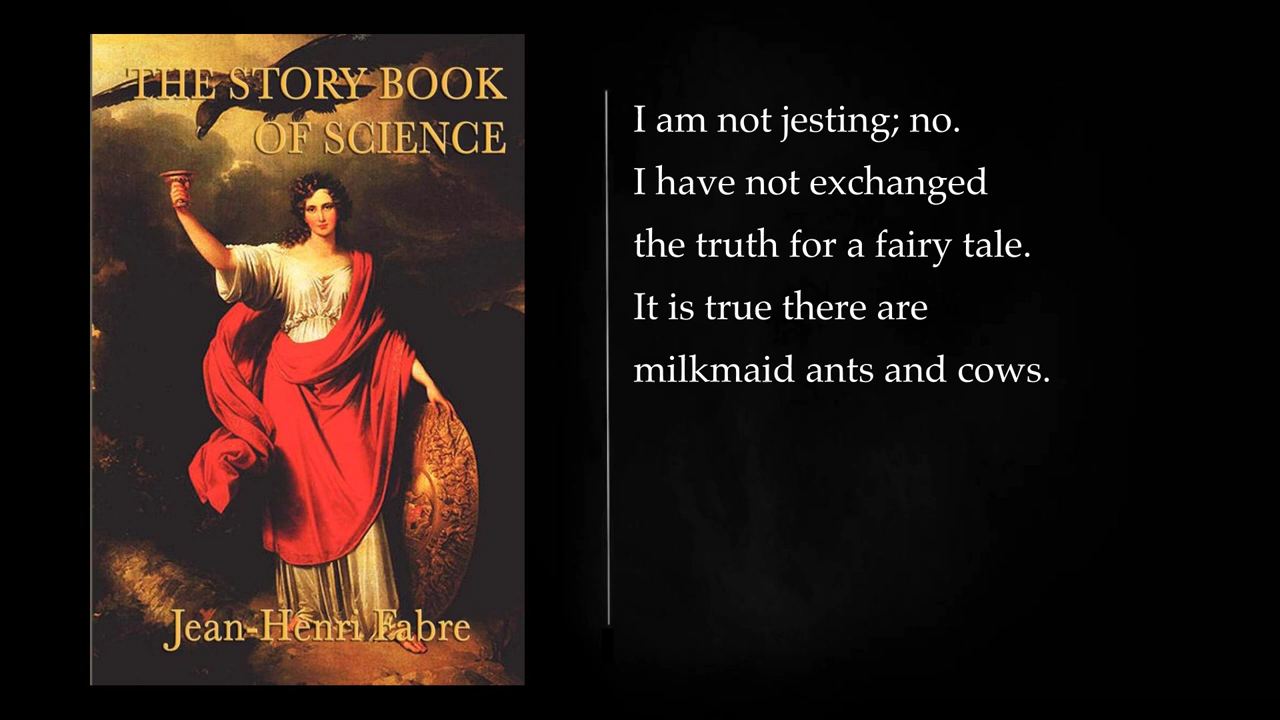 THE STORY BOOK
OF SCIENCE
Jean-Henri Fabre
I am not jesting; no.
I have not exchanged
the truth for a fairy tale.
It is true there are
milkmaid ants and cows.